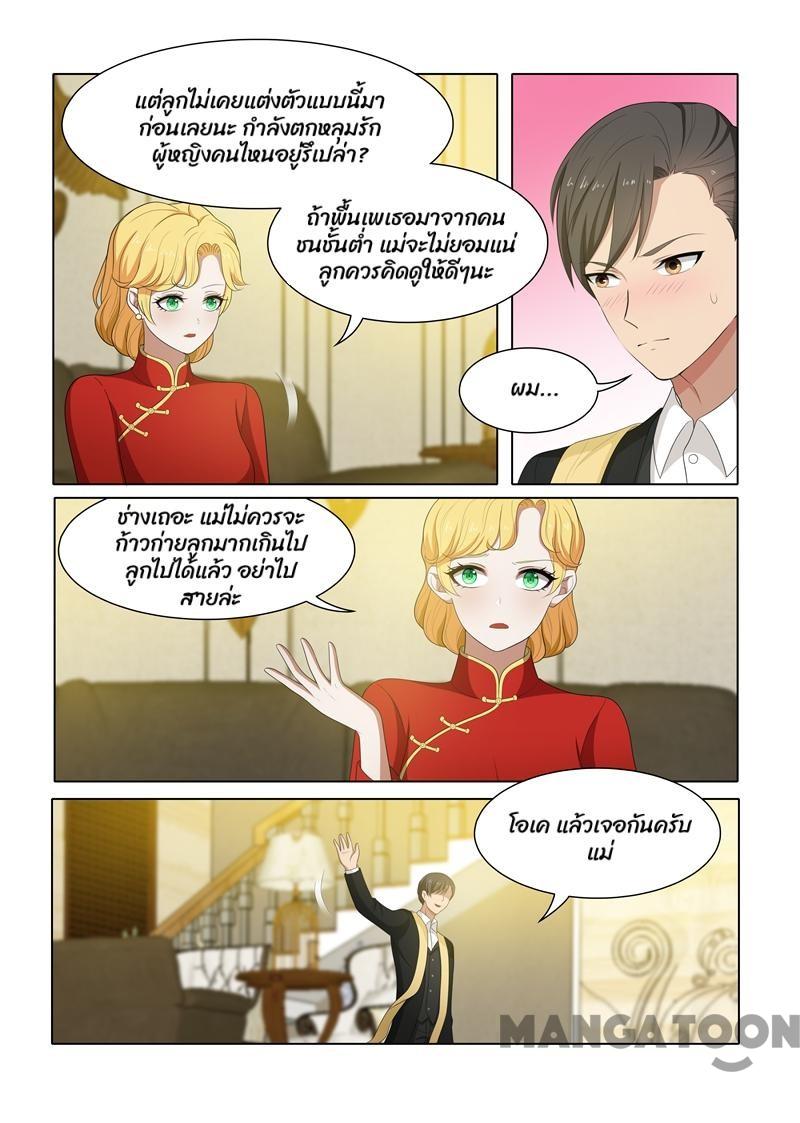 แต่ลูกไม่เคยแต่งตัวแบบนี้มา
ก่อนเลยนะ กำลังตกหลุมรัก
ผู้หญิงคนไหนอยู่รึเปล่า?
ถ้าพื้นเพเธอมาจากคน
ชนชั้นต่ำ แม่จะไม่ยอมแน่
ลูกควรคิดดูให้ดีๆนะ
ผม...
ช่างเถอะ แม่ไม่ควรจะ
ก้าวก่ายลูกมากเกินไป
ลูกไปได้แล้ว อย่าไป
สายล่ะ
โอเค แล้วเจอกันครับ
แม่
MANGATOON